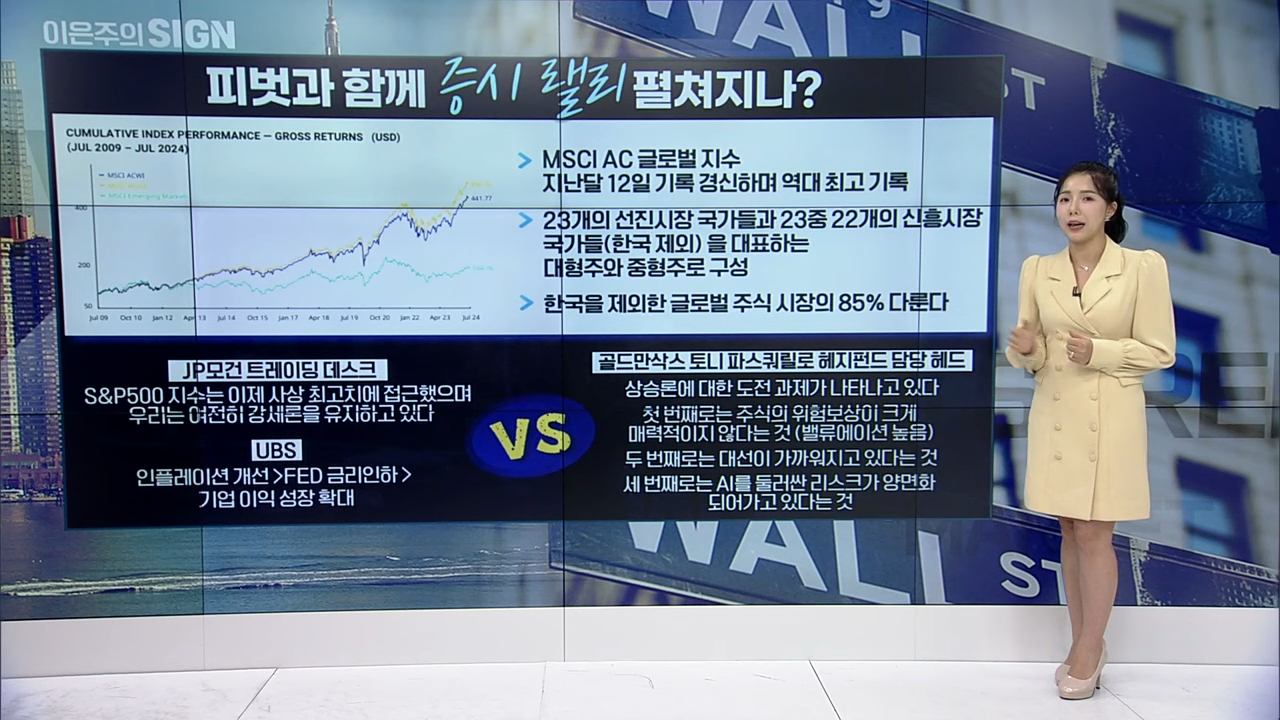 이은주의 SIGN
피벗과 함께 증시 랠리 펼쳐지나?
CUMULATIVE INDEX PERFORMANCE — GROSS RETURNS (USD)
(JUL 2009 – JUL 2024)
MSCI ACWI
MSCI World
MSCI Emerging Markets
400
200
50
441.77
Jul 09 Oct 10 Jan 12 Apr 13 Jul 14 Oct 15 Jan 17 Apr 18 Jul 19 Oct 20 Jan 22 Apr 23 Jul 24
MSCI AC 글로벌 지수
지난달 12일 기록 경신하며 역대 최고 기록
23개의 선진시장 국가들과 23중 22개의 신흥시장
국가들(한국 제외) 을 대표하는
대형주와 중형주로 구성
한국을 제외한 글로벌 주식 시장의 85% 다룬다
JP모건 트레이딩 데스크
S&P500 지수는 이제 사상 최고치에 접근했으며
우리는 여전히 강세론을 유지하고 있다
UBS
인플레이션 개선 >FED 금리인하 >
기업 이익 성장 확대
VS
골드만삭스 토니 파스쿼릴로 헤지펀드 담당 헤드
상승론에 대한 도전 과제가 나타나고 있다
첫 번째로는 주식의 위험보상이 크게
매력적이지 않다는 것 (밸류에이션 높음)
두 번째로는 대선이 가까워지고 있다는 것
세 번째로는 AI를 둘러싼 리스크가 양면화
되어가고 있다는 것
WALL ST
WALL ST